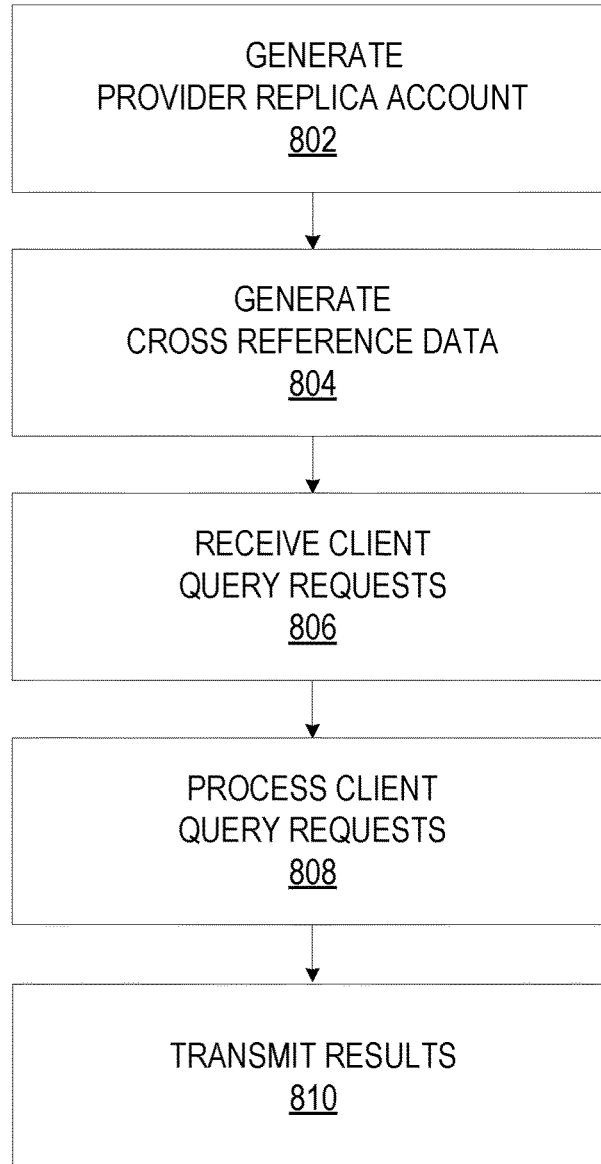 GENERATE
PROVIDER REPLICA ACCOUNT
802
GENERATE
CROSS REFERENCE DATA
804
RECEIVE CLIENT
QUERY REQUESTS
806
PROCESS CLIENT
QUERY REQUESTS
808
TRANSMIT RESULTS
810